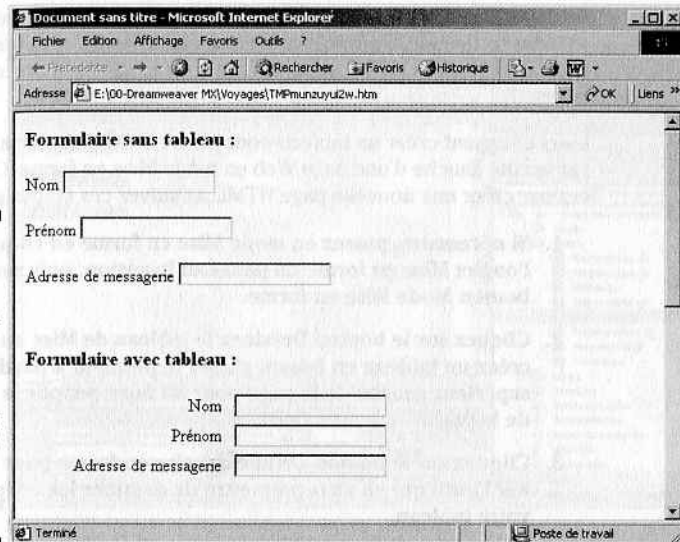 Document sans titre - Microsoft Internet Explorer
Fichier Edition Affichage Favoris Outils ?
Précédente Rechercher Favoris Historique
Adresse E:\00-Dreamweaver MX\Voyages\TMPmunzuyui2w.htm OK Liens »
Formulaire sans tableau :
Nom
Prénom
Adresse de messagerie
Formulaire avec tableau :
Nom
Prénom
Adresse de messagerie
Terminé Poste de travail